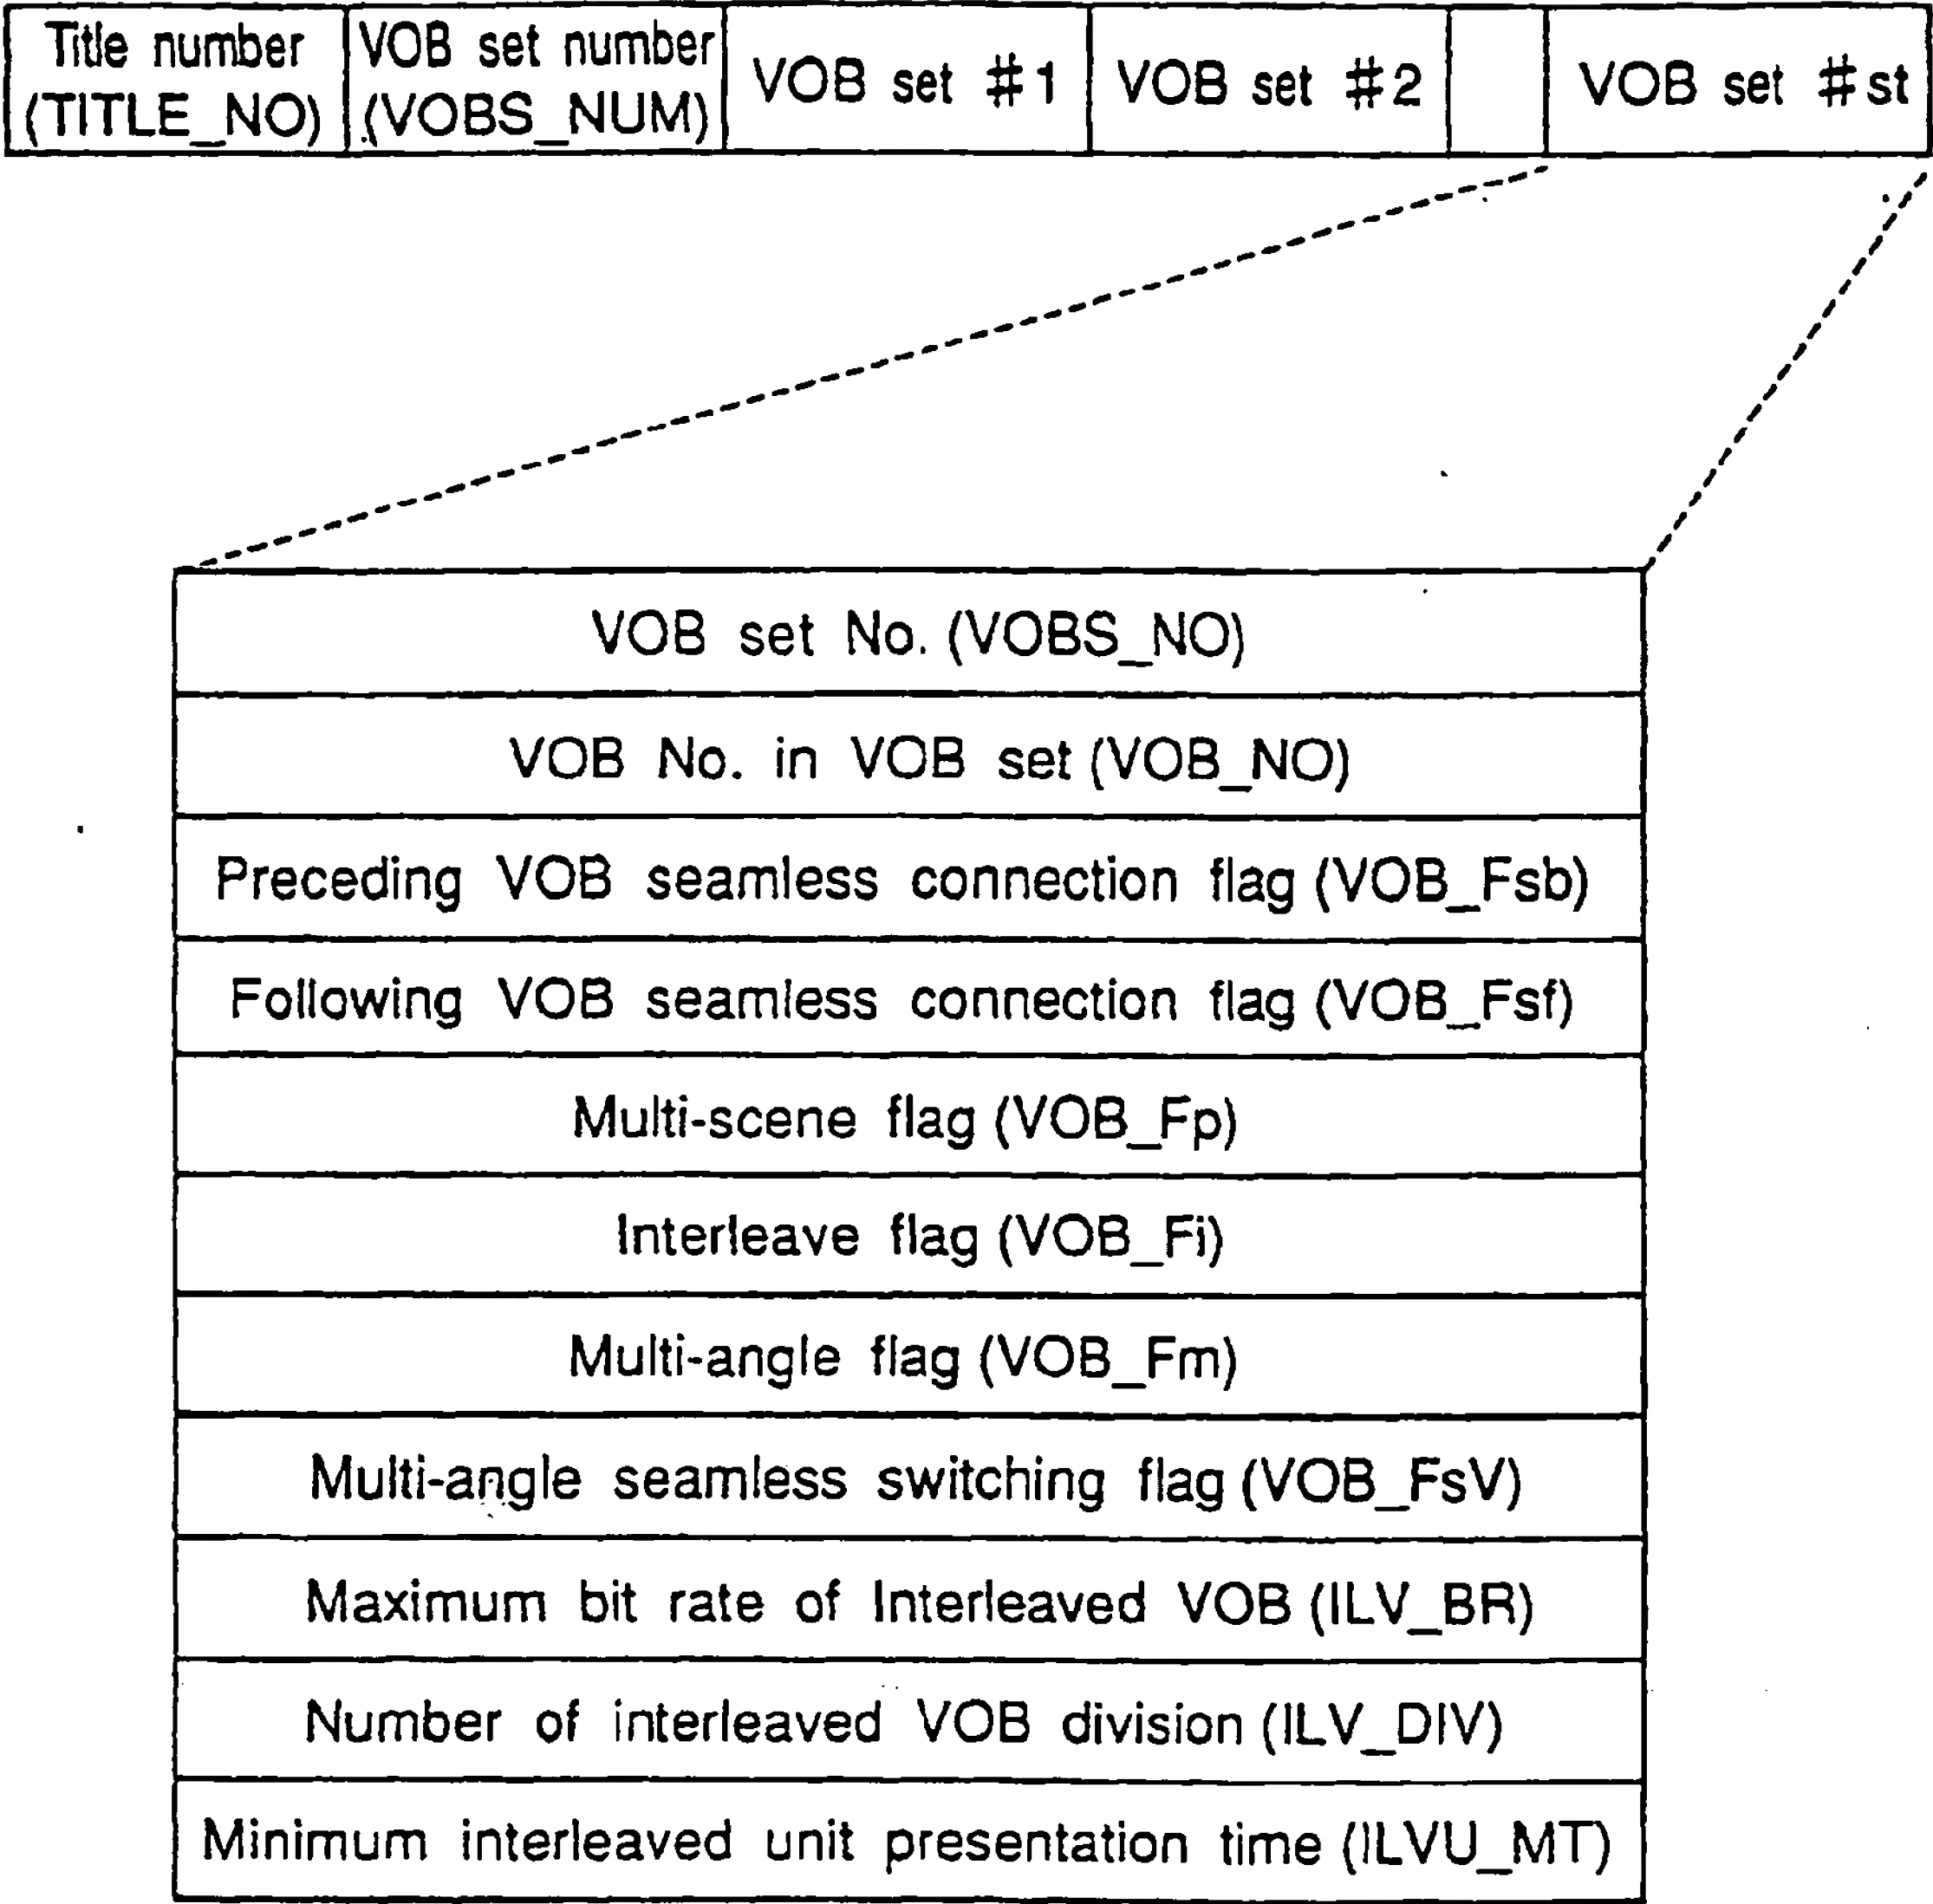 Title number
(TITLE_NO)
VOB set number
(VOBS_NUM)
VOB set #1
VOB set #2
VOB set #st
VOB set No. (VOBS_NO)
VOB No. in VOB set (VOB_NO)
Preceding VOB seamless connection flag (VOB_Fsb)
Following VOB seamless connection flag (VOB_Fsf)
Multi-scene flag (VOB_Fp)
Interleave flag (VOB_Fi)
Multi-angle flag (VOB_Fm)
Multi-angle seamless switching flag (VOB_FsV)
Maximum bit rate of Interleaved VOB (ILV_BR)
Number of interleaved VOB division (ILV_DIV)
Minimum interleaved unit presentation time (ILVU_MT)